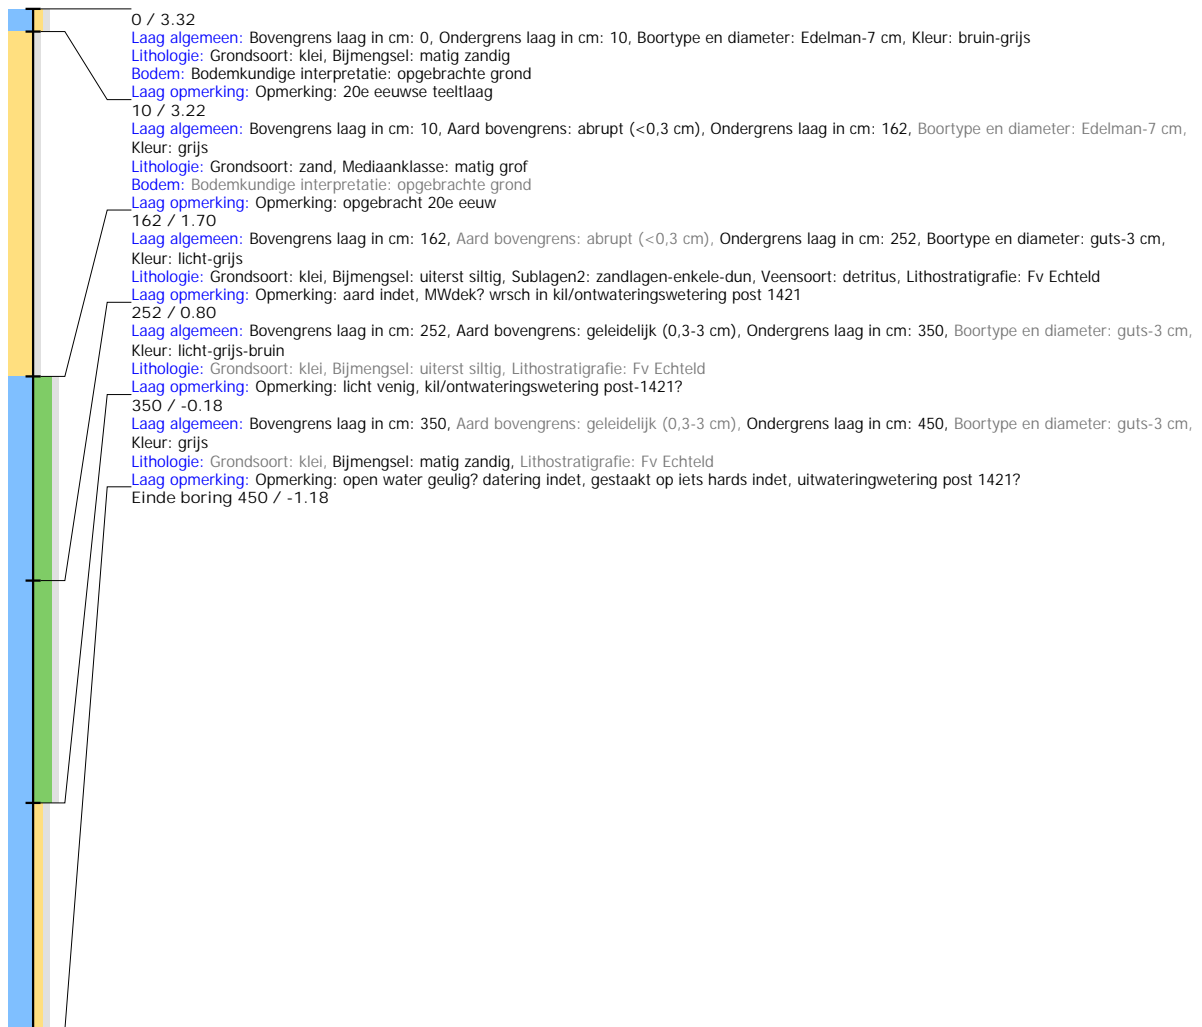 0 / 3.32
Laag algemeen: Bovengrens laag in cm: 0, Ondergrens laag in cm: 10, Boortype en diameter: Edelman-7 cm, Kleur: bruin-grijs
Lithologie: Grondsoort: klei, Bijmengsel: matig zandig
Bodem: Bodemkundige interpretatie: opgebrachte grond
Laag opmerking: Opmerking: 20e eeuwse teeltlaag
10 / 3.22
Laag algemeen: Bovengrens laag in cm: 10, Aard bovengrens: abrupt (<0,3 cm), Ondergrens laag in cm: 162, Boortype en diameter: Edelman-7 cm,
Kleur: grijs
Lithologie: Grondsoort: zand, Mediaanklasse: matig grof
Bodem: Bodemkundige interpretatie: opgebrachte grond
Laag opmerking: Opmerking: opgebracht 20e eeuw
162 / 1.70
Laag algemeen: Bovengrens laag in cm: 162, Aard bovengrens: abrupt (<0,3 cm), Ondergrens laag in cm: 252, Boortype en diameter: guts-3 cm,
Kleur: licht-grijs
Lithologie: Grondsoort: klei, Bijmengsel: uiterst siltig, Sublagen2: zandlagen-enkele-dun, Veensoort: detritus, Lithostratigrafie: Fv Echteld
Laag opmerking: Opmerking: aard indet, MWdek? wrsch in kil/ontwateringswetering post 1421
252 / 0.80
Laag algemeen: Bovengrens laag in cm: 252, Aard bovengrens: geleidelijk (0,3-3 cm), Ondergrens laag in cm: 350, Boortype en diameter: guts-3 cm,
Kleur: licht-grijs-bruin
Lithologie: Grondsoort: klei, Bijmengsel: uiterst siltig, Lithostratigrafie: Fv Echteld
Laag opmerking: Opmerking: licht venig, kil/ontwateringswetering post-1421?
350 / -0.18
Laag algemeen: Bovengrens laag in cm: 350, Aard bovengrens: geleidelijk (0,3-3 cm), Ondergrens laag in cm: 450, Boortype en diameter: guts-3 cm,
Kleur: grijs
Lithologie: Grondsoort: klei, Bijmengsel: matig zandig, Lithostratigrafie: Fv Echteld
Laag opmerking: Opmerking: open water geulig? datering indet, gestaakt op iets hards indet, uitwateringwetering post 1421?
Einde boring 450 / -1.18